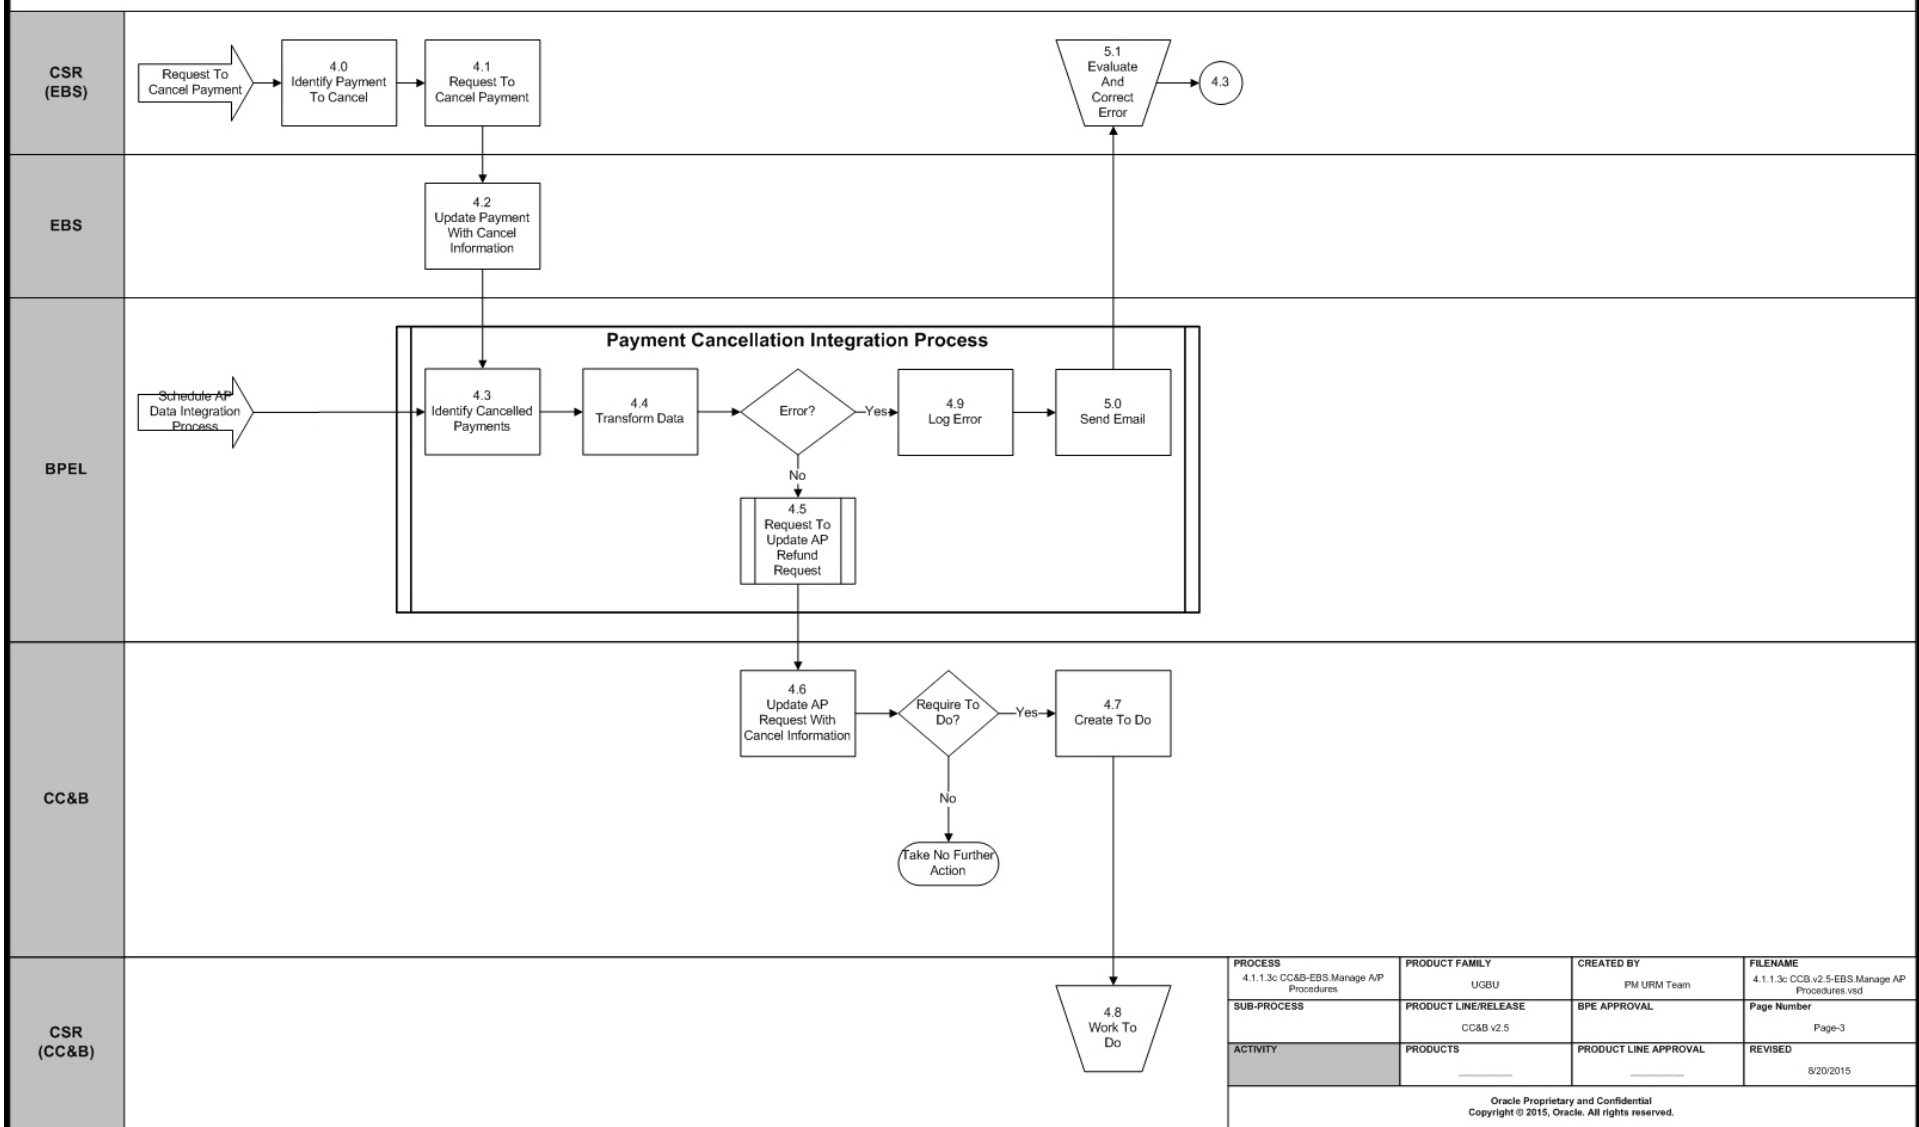 CSR
(EBS)
Request To
Cancel Payment
4.0
Identify Payment
To Cancel
4.1
Request To
Cancel Payment
5.1
Evaluate
And
Correct
Error
4.3
EBS
4.2
Update Payment
With Cancel
Information
BPEL
Payment Cancellation Integration Process
Schedule AP
Data Integration
Process
4.3
Identify Cancelled
Payments
4.4
Transform Data
Error?
Yes
4.9
Log Error
5.0
Send Email
No
4.5
Request To
Update AP
Refund
Request
CC&B
4.6
Update AP
Request With
Cancel Information
Require To
Do?
Yes
4.7
Create To Do
No
Take No Further
Action
CSR
(CC&B)
4.8
Work To
Do
PROCESS
4.1.1.3c CC&B-EBS.Manage A/P
Procedures
PRODUCT FAMILY
UGBU
CREATED BY
PM URM Team
FILENAME
4.1.1.3c CCB.v2.5-EBS.Manage AP
Procedures.vsd
SUB-PROCESS
PRODUCT LINE/RELEASE
CC&B v2.5
BPE APPROVAL
Page Number
Page-3
ACTIVITY
PRODUCTS
PRODUCT LINE APPROVAL
REVISED
8/20/2015
Oracle Proprietary and Confidential
Copyright © 2015, Oracle. All rights reserved.